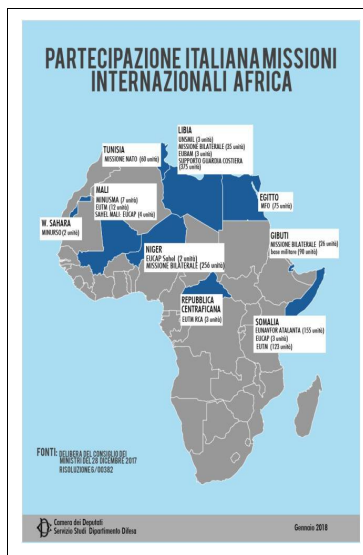 PARTECIPAZIONE ITALIANA MISSIONI
INTERNAZIONALI AFRICA
LIBIA
UNSMIL (3 unità)
MISSIONE BILATERALE (35 unità)
EUBAM (3 unità)
SUPPORTO GUARDIA COSTIERA
(375 unità)
TUNISIA
MISSIONE NATO (60 unità)
MALI
MINUSMA (7 unità)
EUTM (12 unità)
SAHEL MALI- EUCAP (4 unità)
EGITTO
MFO (75 unità)
W. SAHARA
MINURSO (2 unità)
GIBUTI
MISSIONE BILATERALE (26 unità)
base militare (90 unità)
NIGER
EUCAP Sahel (2 unità)
MISSIONE BILATERALE (256 unità)
REPUBBLICA
CENTRAFICANA
EUTM RCA (3 unità)
SOMALIA
EUNAVFOR ATALANTA (155 unità)
EUCAP (3 unità)
EUTM (123 unità)
FONTI: DELIBERA DEL CONSIGLIO DEI
MINISTRI DEL 28 DICEMBRE 2017
RISOLUZIONE 6/00382
Camera dei Deputati
Servizio Studi Dipartimento Difesa
Gennaio 2018